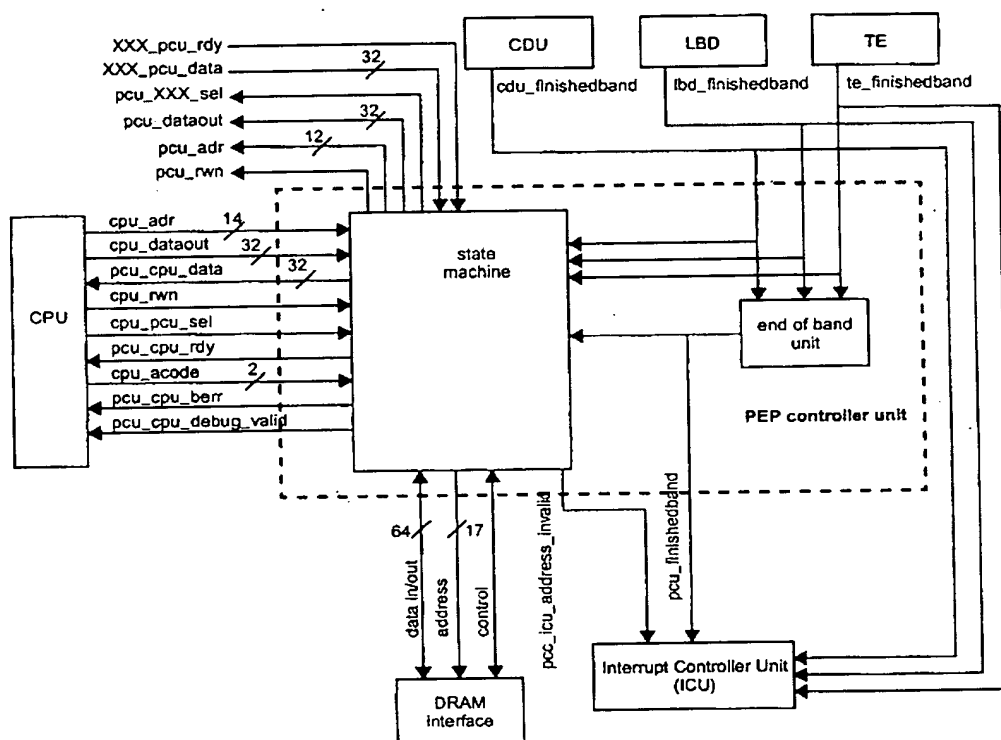 XXX_pcu_rdy
XXX_pcu_data
32
pcu_XXX_sel
pcu_dataout
32
pcu_adr
12
pcu_rwn
CDU
LBD
TE
cdu_finishedband
lbd_finishedband
te_finishedband
CPU
cpu_adr
14
cpu_dataout
32
pcu_cpu_data
32
cpu_rwn
cpu_pcu_sel
pcu_cpu_rdy
cpu_acode
2
pcu_cpu_berr
pcu_cpu_debug_valid
state
machine
end of band
unit
PEP controller unit
64
17
data in/out
address
control
pcc_icu_address_invalid
pcu_finishedband
DRAM
Interface
Interrupt Controller Unit
(ICU)